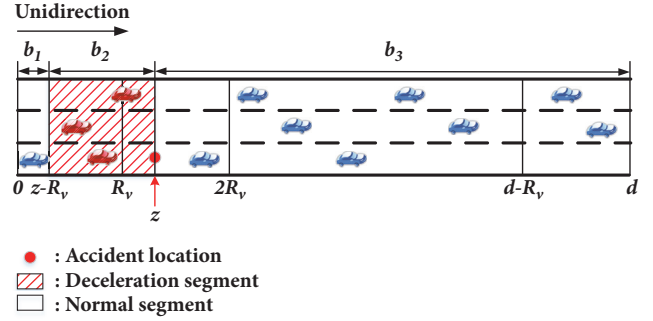 Unidirection
b1 b2 b3
0 z-Rv Rv 2Rv d-Rv d
z
: Accident location
: Deceleration segment
: Normal segment